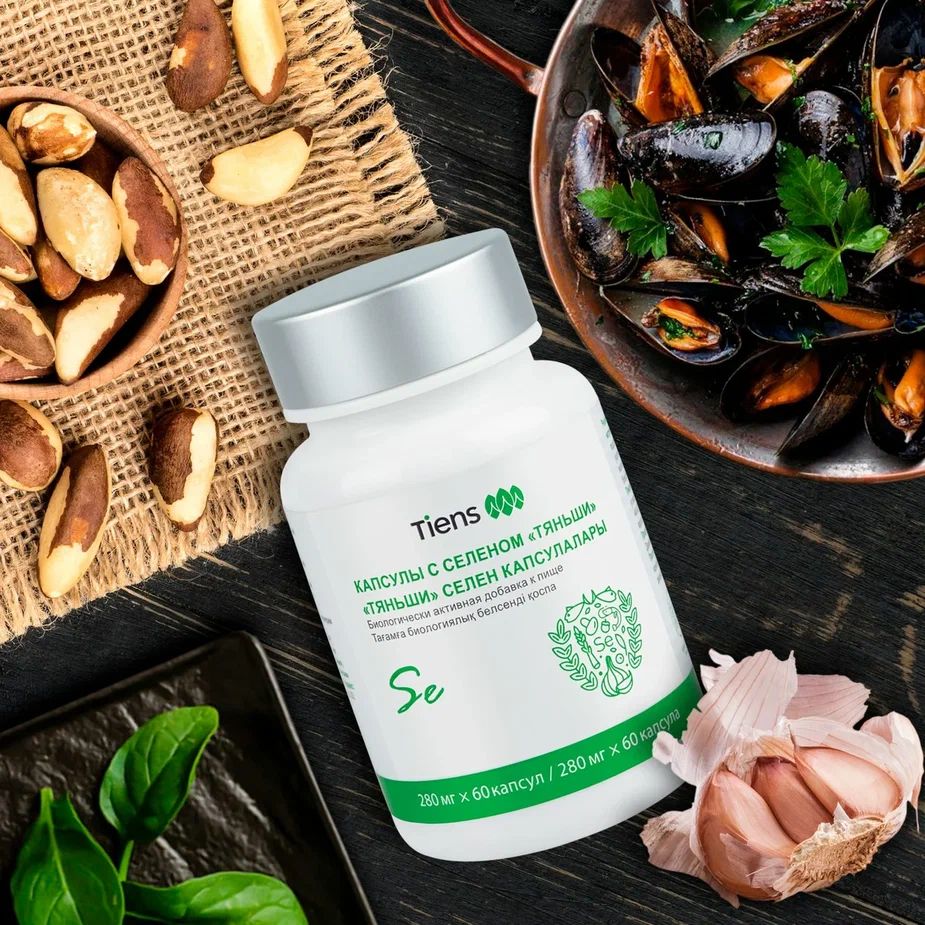 Tiens
КАПСУЛЫ С СЕЛЕНОМ «ТЯНЬШИ»
«ТЯНЬШИ» СЕЛЕН КАПСУЛАЛАРЫ
Биологически активная добавка к пище
Тағамға биологиялық белсенді қоспа
Se
Se
280 мг × 60 капсул / 280 мг × 60 капсула